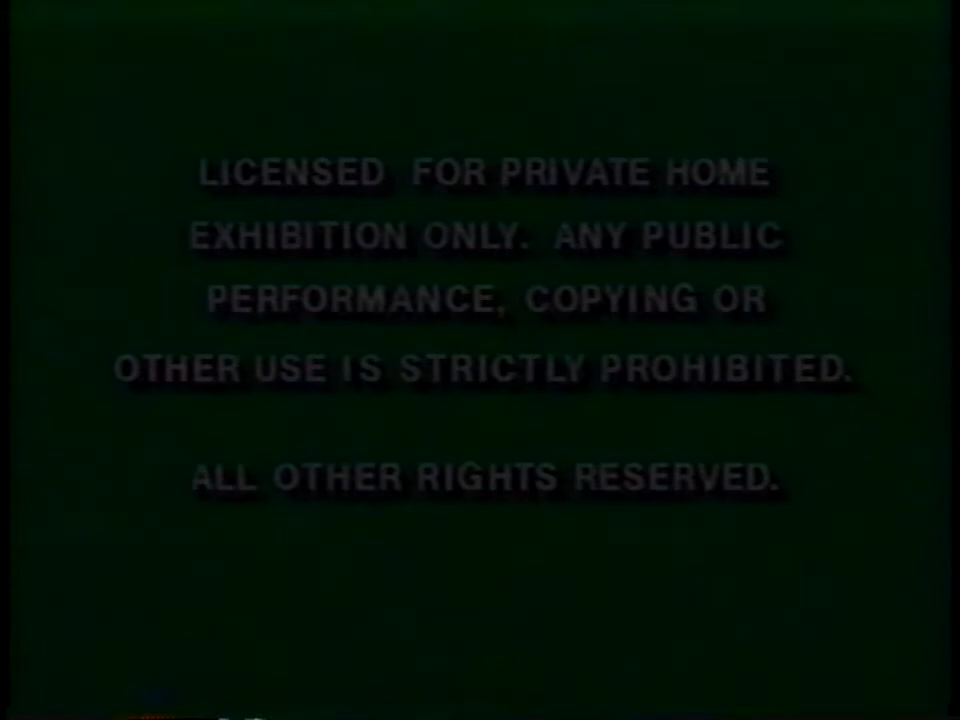 LICENSED FOR PRIVATE HOME
EXHIBITION ONLY. ANY PUBLIC
PERFORMANCE, COPYING OR
OTHER USE IS STRICTLY PROHIBITED.
ALL OTHER RIGHTS RESERVED.